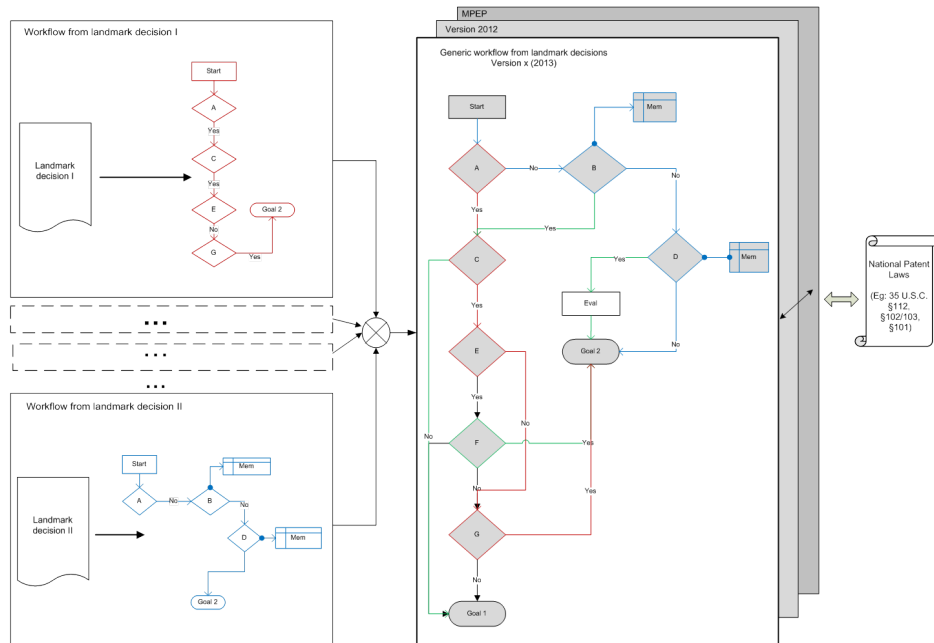 MPEP
Version 2012
Workflow from landmark decision I
Start
A
Yes
C
Yes
E
No
G
Yes
Goal 2
Landmark
decision I
...
...
...
Workflow from landmark decision II
Start
A
No
B
Mem
No
D
Mem
Goal 2
Landmark
decision II
Generic workflow from landmark decisions
Version x (2013)
Start
Mem
A
No
B
Yes
Yes
No
C
Yes
D
Mem
Yes
Eval
No
Goal 2
E
Yes
No
No
F
Yes
No
Yes
G
No
Goal 1
National Patent
Laws
(Eg: 35 U.S.C.
§112,
§102/103,
§101)